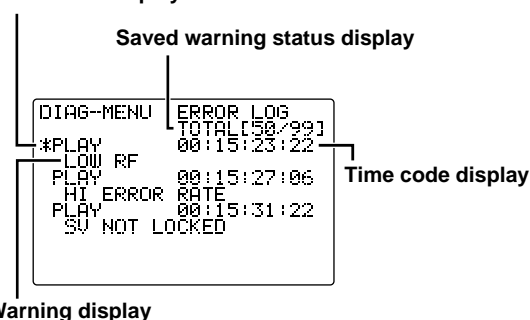 Saved warning status display
DIAG-MENU ERROR LOG
TOTAL[50/99]
*PLAY 00:15:23:22
LOW RF
PLAY 00:15:27:06
HI ERROR RATE
PLAY 00:15:31:22
SV NOT LOCKED
Time code display
Warning display